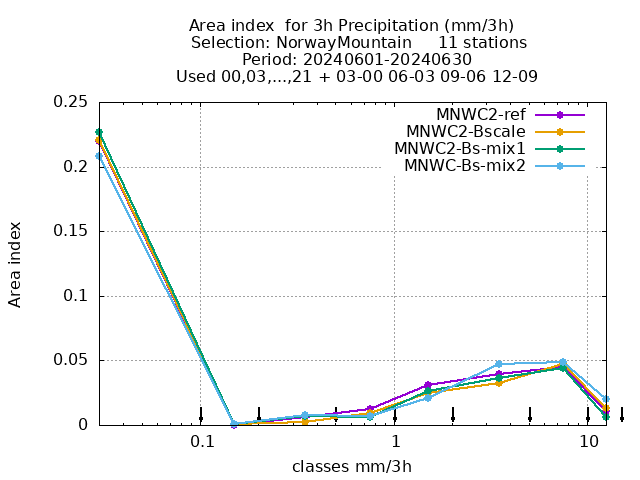 Area index  for 3h Precipitation (mm/3h)
Selection: NorwayMountain     11 stations
Period: 20240601-20240630
Used 00,03,...,21 + 03-00 06-03 09-06 12-09
0.25
0.2
0.15
0.1
0.05
0
Area index
MNWC2-ref
MNWC2-Bscale
MNWC2-Bs-mix1
MNWC-Bs-mix2
0.1
1
10
classes mm/3h